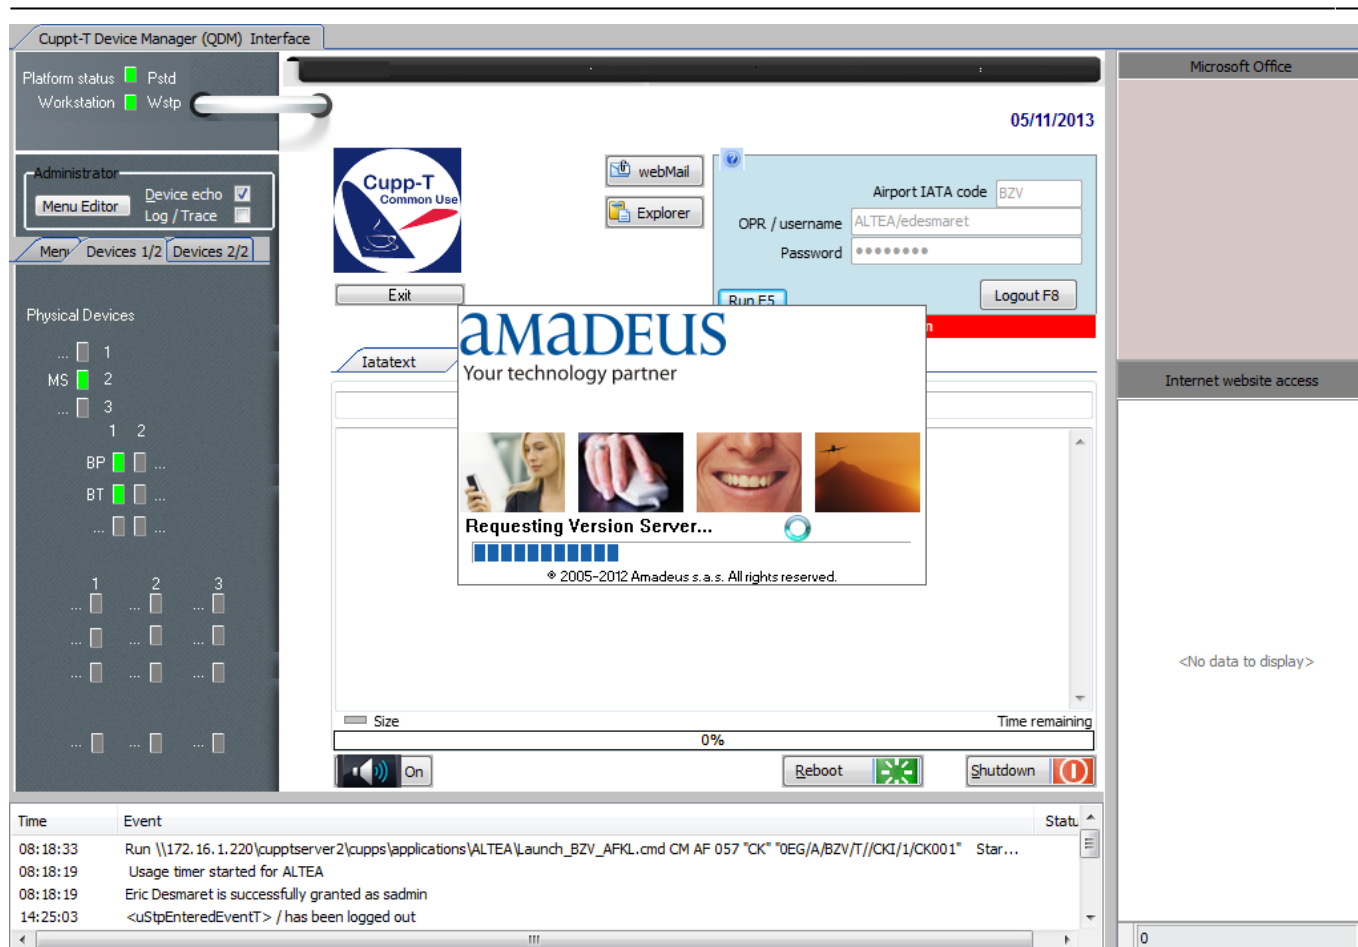 Cuppt-T Device Manager (QDM) Interface
Platform status Pstd
Workstation Wstp
Microsoft Office
05/11/2013
Administrator
Menu Editor
Device echo
Log / Trace
Menu Devices 1/2 Devices 2/2
Cupp-T
Common Use
webMail
Explorer
Airport IATA code BZV
OPR / username ALTEA/edesmaret
Password ●●●●●●●●
Exit
Run F5
Logout F8
Physical Devices
... 1
MS 2
... 3
1 2
BP ...
BT ...
...
1 2 3
... ... ...
... ... ...
... ... ...
... ... ...
amadeus
Your technology partner
Iatatext
Internet website access
Requesting Version Server...
© 2005-2012 Amadeus s.a.s. All rights reserved.
<No data to display>
Size
Time remaining
0%
On
Reboot
Shutdown
Time Event
08:18:33 Run \\172.16.1.220\cupptserver2\cupps\applications\ALTEA\Launch_BZV_AFKL.cmd CM AF 057 "CK" "0EG/A/BZV/T//CKI/1/CK001" Star...
08:18:19 Usage timer started for ALTEA
08:18:19 Eric Desmaret is successfully granted as sadmin
14:25:03 <uStpEnteredEventT> / has been logged out
0